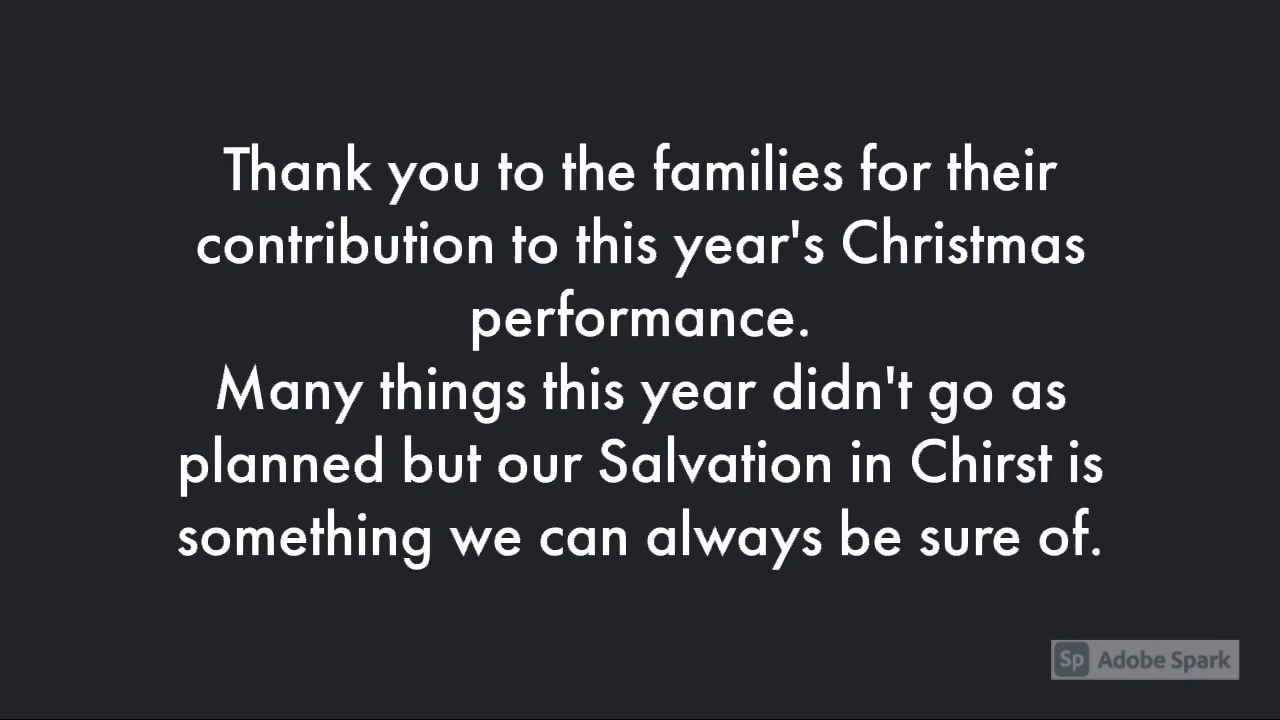 Thank you to the families for their
contribution to this year's Christmas
performance.
Many things this year didn't go as
planned but our Salvation in Chirst is
something we can always be sure of.
Sp Adobe Spark